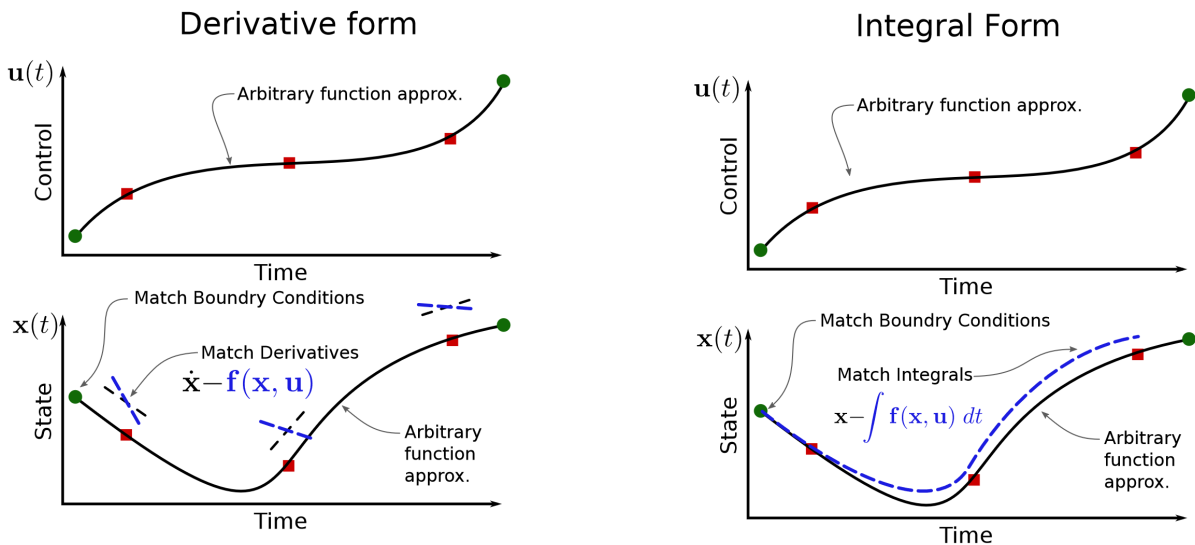 Derivative form
u(t)
Control
Arbitrary function approx.
Time
Match Boundry Conditions
x(t)
State
Match Derivatives
ẋ−f(x, u)
Arbitrary
function
approx.
Time
Integral Form
u(t)
Control
Arbitrary function approx.
Time
Match Boundry Conditions
x(t)
State
Match Integrals
x−∫ f(x, u) dt
Arbitrary
function
approx.
Time